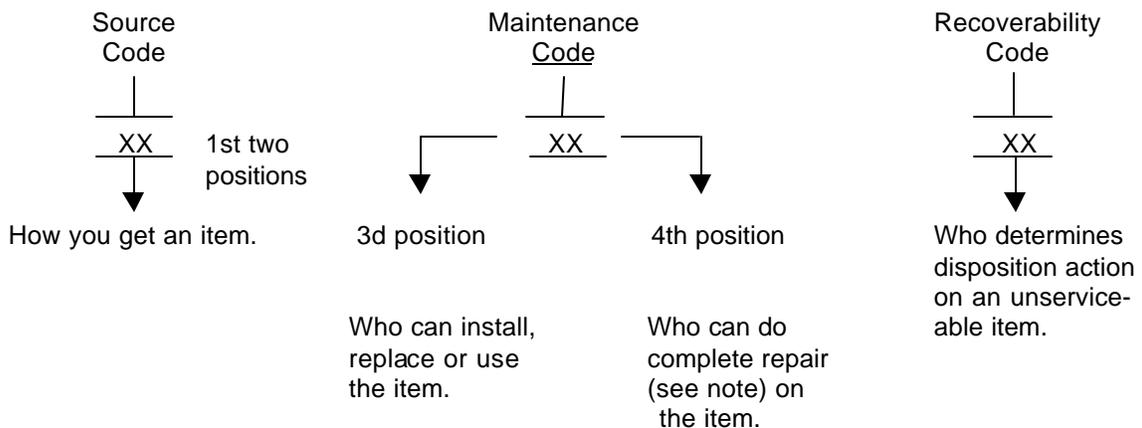 Source
Code
XX
1st two
positions
How you get an item.
Maintenance
Code
XX
3d position
4th position
Who can install,
replace or use
the item.
Who can do
complete repair
(see note) on
the item.
Recoverability
Code
XX
Who determines
disposition action
on an unservice-
able item.